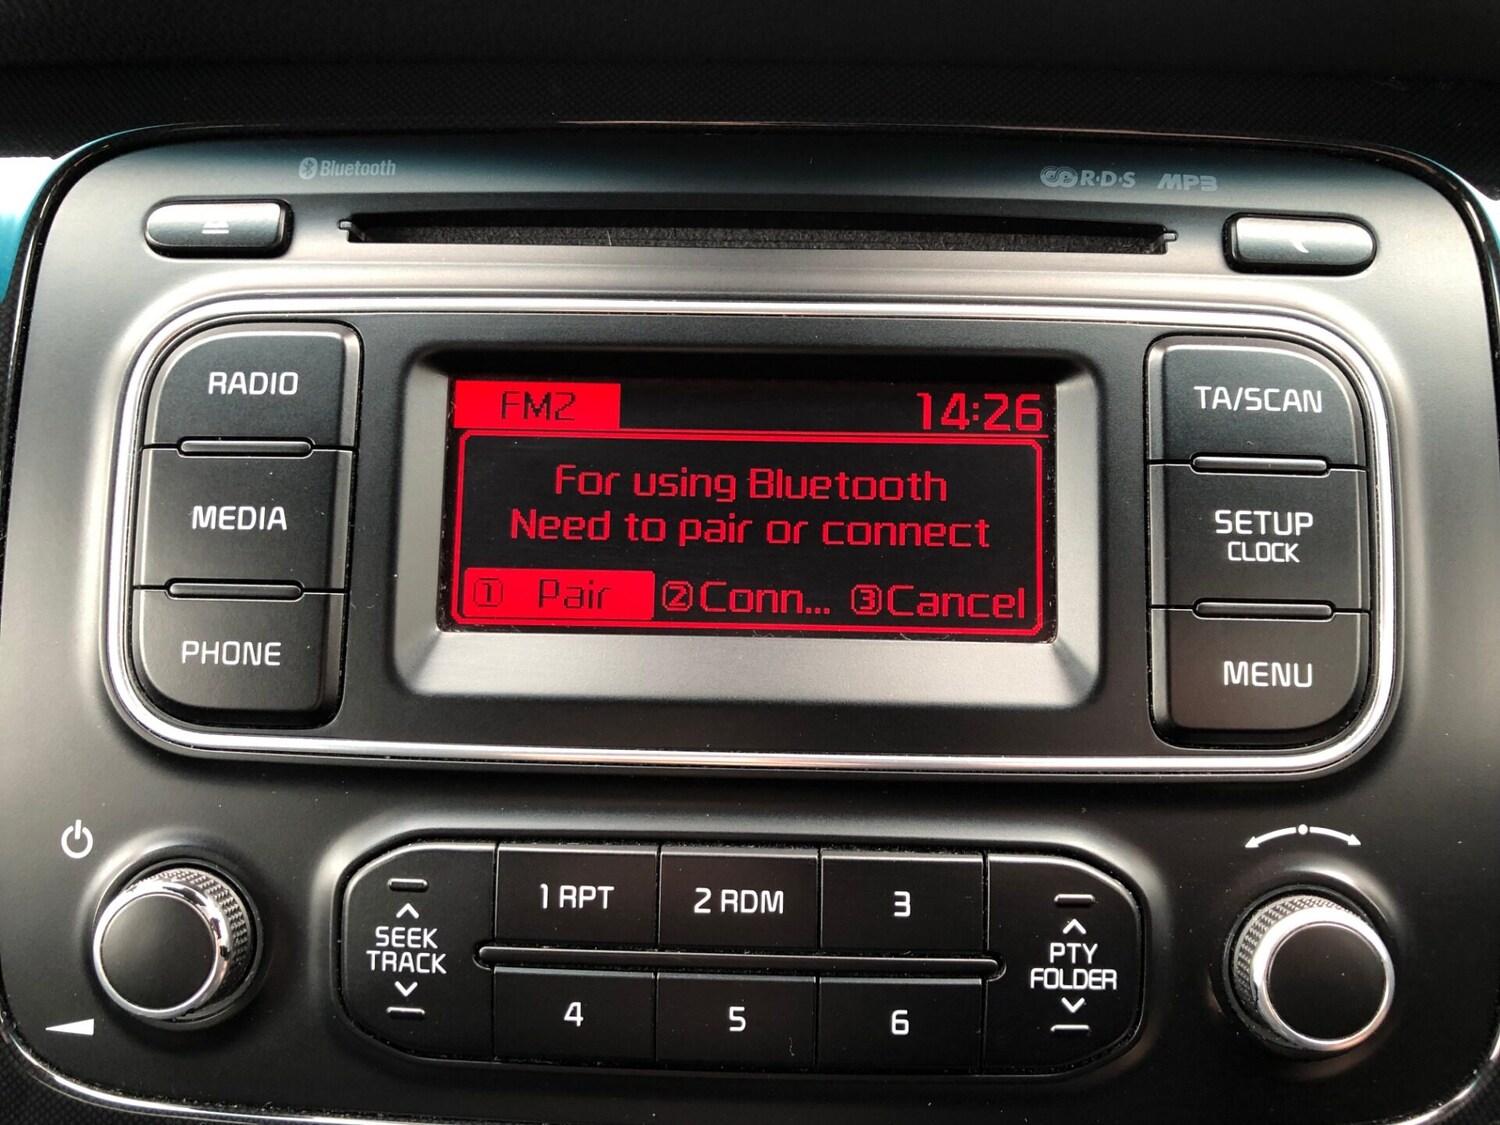 Bluetooth
R·D·S MP3
RADIO
MEDIA
PHONE
FM2 14:26
For using Bluetooth
Need to pair or connect
① Pair ②Conn... ③Cancel
TA/SCAN
SETUP
CLOCK
MENU
SEEK
TRACK
1 RPT
2 RDM
3
4
5
6
PTY
FOLDER